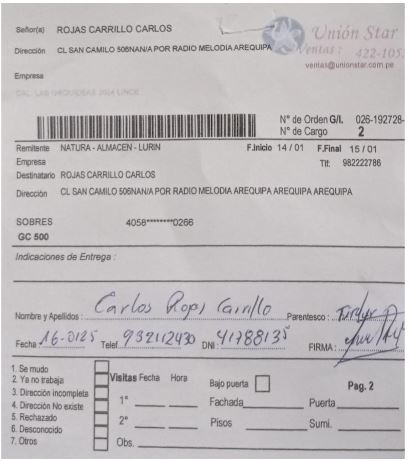 Señor(a) ROJAS CARRILLO CARLOS
Unión Star
Dirección CL SAN CAMILO 506NAN/A POR RADIO MELODIA AREQUIPA
Ventas : 422-105
ventas@unionstar.com.pe
Empresa
N° de Orden G/I. 026-192728-
N° de Cargo 2
Remitente NATURA - ALMACEN - LURIN F.Inicio 14 / 01 F.Final 15 / 01
Empresa Tlf: 982222786
Destinatario ROJAS CARRILLO CARLOS
Dirección CL SAN CAMILO 506NAN/A POR RADIO MELODIA AREQUIPA AREQUIPA AREQUIPA
SOBRES 4058********0266
GC 500
Indicaciones de Entrega :
Nombre y Apellidos : Carlos Rojas Carrillo Parentesco : Titular
Fecha 16-0125 Telef 932112430 DNI : 41788135 FIRMA :
1. Se mudo
2. Ya no trabaja
3. Dirección incompleta
4. Dirección No existe
5. Rechazado
6. Desconocido
7. Otros
Visitas Fecha Hora Bajo puerta Pag. 2
1° Fachada Puerta
2° Pisos Sumi.
Obs.